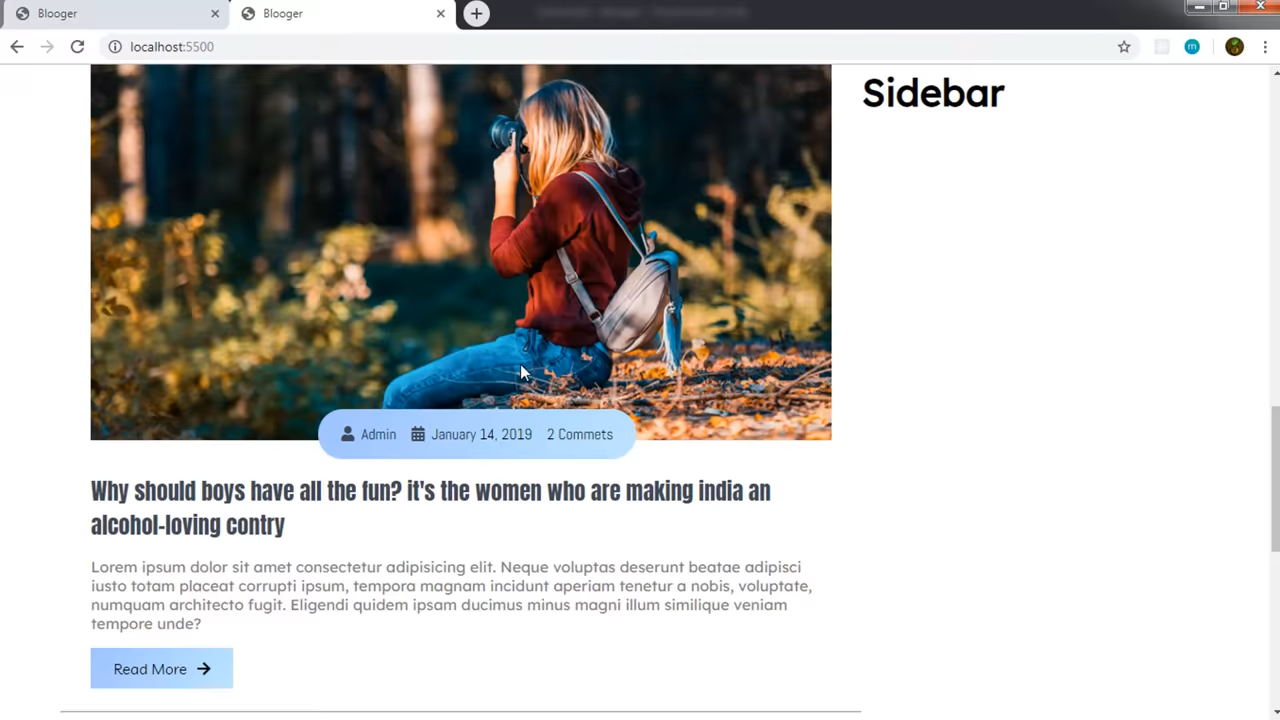 Blooger
Blooger
localhost:5500
m
Sidebar
Admin January 14, 2019 2 Commets
Why should boys have all the fun? it's the women who are making india an
alcohol-loving contry
Lorem ipsum dolor sit amet consectetur adipisicing elit. Neque voluptas deserunt beatae adipisci
iusto totam placeat corrupti ipsum, tempora magnam incidunt aperiam tenetur a nobis, voluptate,
numquam architecto fugit. Eligendi quidem ipsam ducimus minus magni illum similique veniam
tempore unde?
Read More